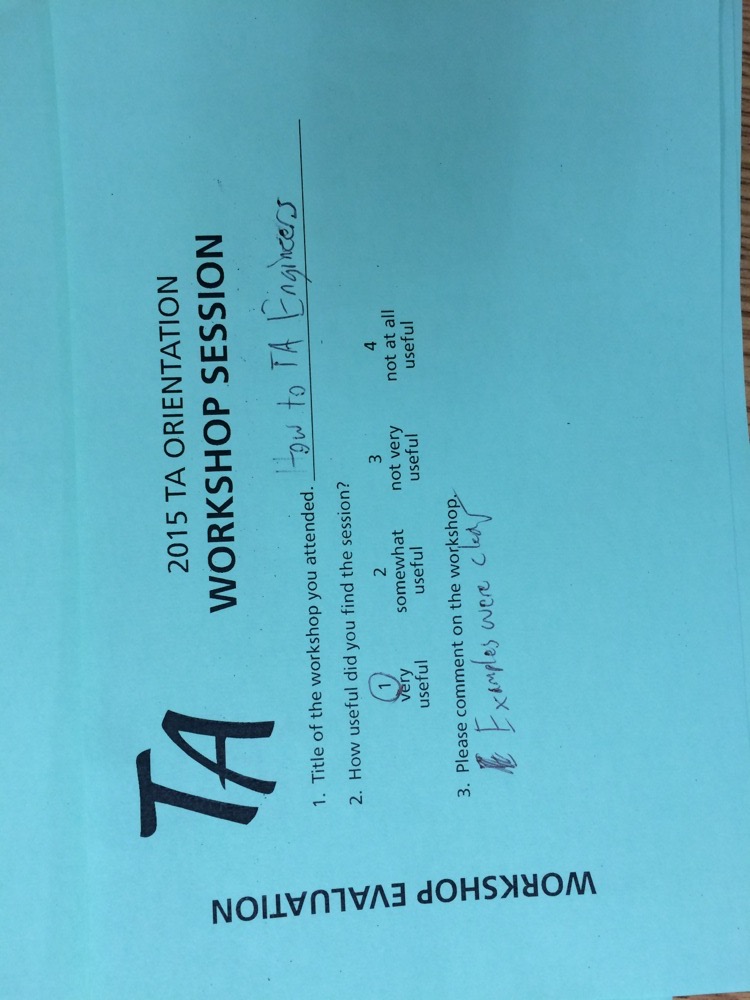 WORKSHOP EVALUATION
TA
2015 TA ORIENTATION
WORKSHOP SESSION
1. Title of the workshop you attended. How to TA Engineers
2. How useful did you find the session?
1 2 3 4
very somewhat not very not at all
useful useful useful useful
3. Please comment on the workshop.
Examples were clear